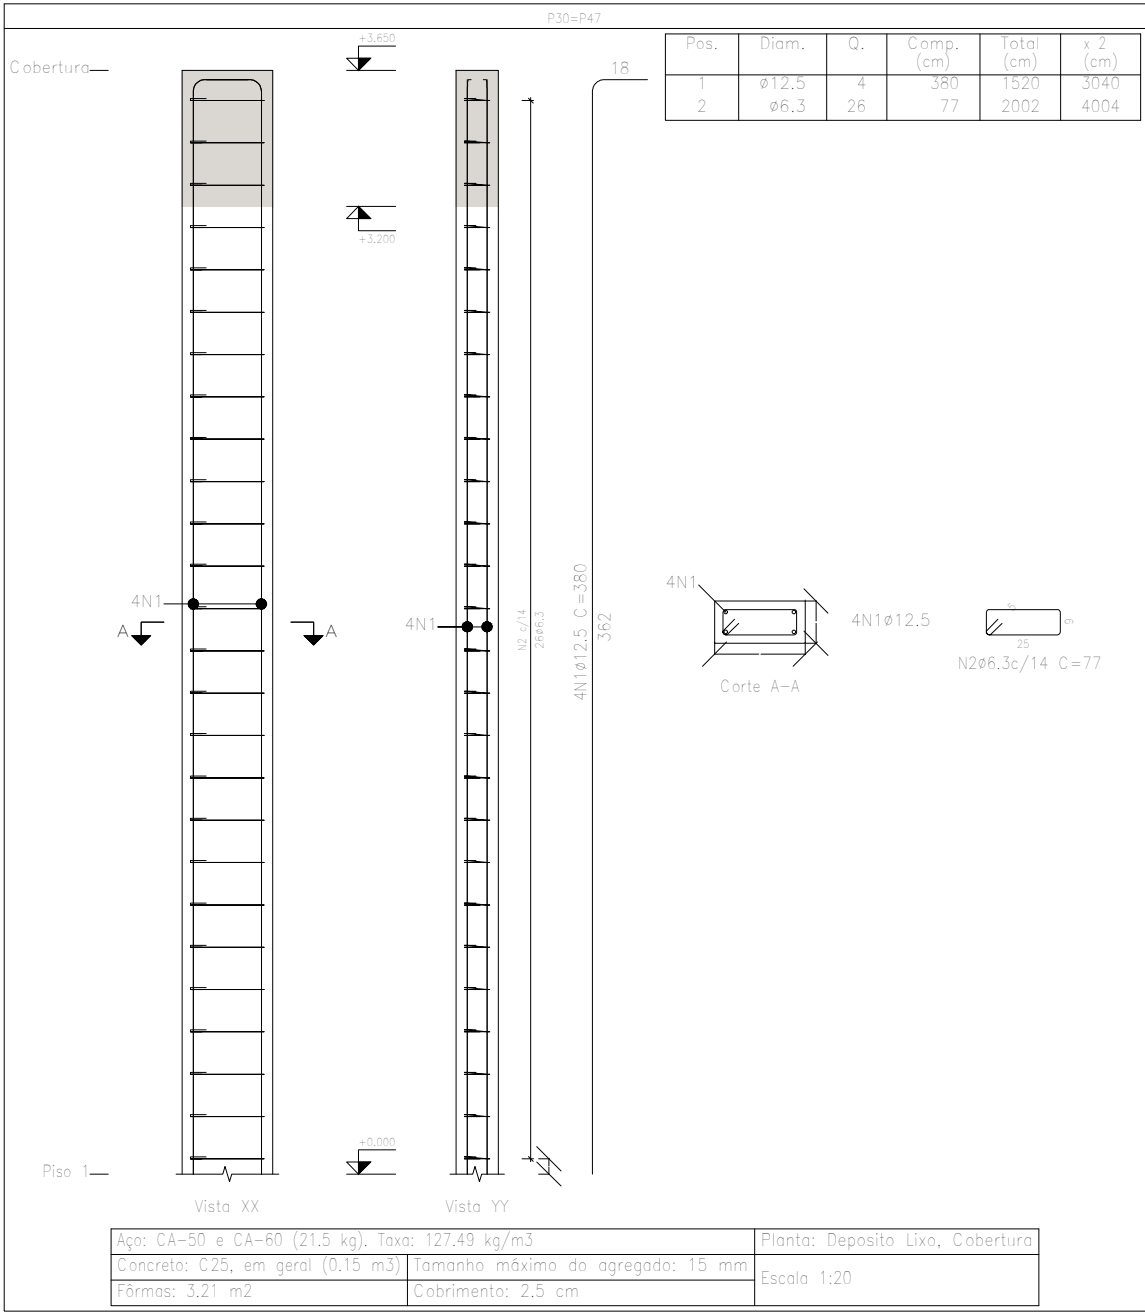 P30=P47
Cobertura
+3.650
18
Pos. Diam. Q. Comp. (cm) Total (cm) x 2 (cm)
1 ø12.5 4 380 1520 3040
2 ø6.3 26 77 2002 4004
+3.200
4N1
A A
4N1
N2 c/14
26ø6.3
4N1ø12.5 C=380
362
4N1
4N1ø12.5
Corte A-A
9
25
N2ø6.3c/14 C=77
+0.000
Piso 1
Vista XX
Vista YY
Aço: CA-50 e CA-60 (21.5 kg). Taxa: 127.49 kg/m3
Planta: Deposito Lixo, Cobertura
Concreto: C25, em geral (0.15 m3) Tamanho máximo do agregado: 15 mm
Escala 1:20
Fôrmas: 3.21 m2 Cobrimento: 2.5 cm